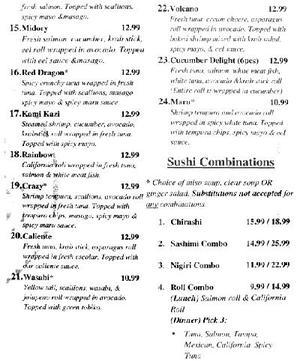 fresh salmon. Topped with scallions,
spicy mayo & masago.
15. Midory 12.99
Fresh salmon, cucumber, krab stick,
eel roll wrapped in avocado. Topped
with eel sauce & masago.
16. Red Dragon* 12.99
Spicy crunchy tuna wrapped in fresh
tuna. Topped with scallions, masago
spicy mayo & spicy maru sauce
17. Kami Kazi 12.99
Steamed shrimp, cucumber, avocado,
krabstick roll wrapped in fresh tuna.
Topped with spicy mayo.
18. Rainbow 12.99
California roll wrapped in fresh tuna,
salmon & white meat fish.
19. Crazy* 12.99
Shrimp tempura, scallions, avocado roll
wrapped in fresh tuna. Topped with
tempura chips, masago, spicy mayo &
spicy maru sauce.
20. Caliente 12.99
Fresh tuna, krab stick, asparagus roll
wrapped in fresh escolar. Topped with
our caliente sauce.
21. Wasabi* 10.99
Yellow tail, scallions, wasabi, &
jalapeno roll wrapped in avocado.
Topped with green tobiko.
22. Volcano 12.99
Fresh tuna, cream cheese, asparagus
roll wrapped in avocado. Topped with
baked shrimp mixed with krab salad,
spicy mayo, & eel sauce.
23. Cucumber Delight (6pcs) 12.99
Fresh tuna, salmon, white meat fish,
white tuna, avocado & krab stick roll
(Entire roll is wrapped in cucumber)
24. Maru* 10.99
Shrimp tempura and avocado roll
wrapped in spicy white tuna. Topped
with tempura chips, spicy mayo & eel
sauce.
Sushi Combinations
* Choice of miso soup, clear soup OR
ginger salad. Substitutions not accepted for
any combinations.
1. Chirashi 15.99 / 18.99
2. Sashimi Combo 14.99 / 25.99
3. Nigiri Combo 11.99 / 22.99
4. Roll Combo 9.99 / 14.99
(Lunch) Salmon roll & California
Roll
(Dinner) Pick 3:
• Tuna, Salmon, Tampa,
Mexican, California, Spicy
Tuna